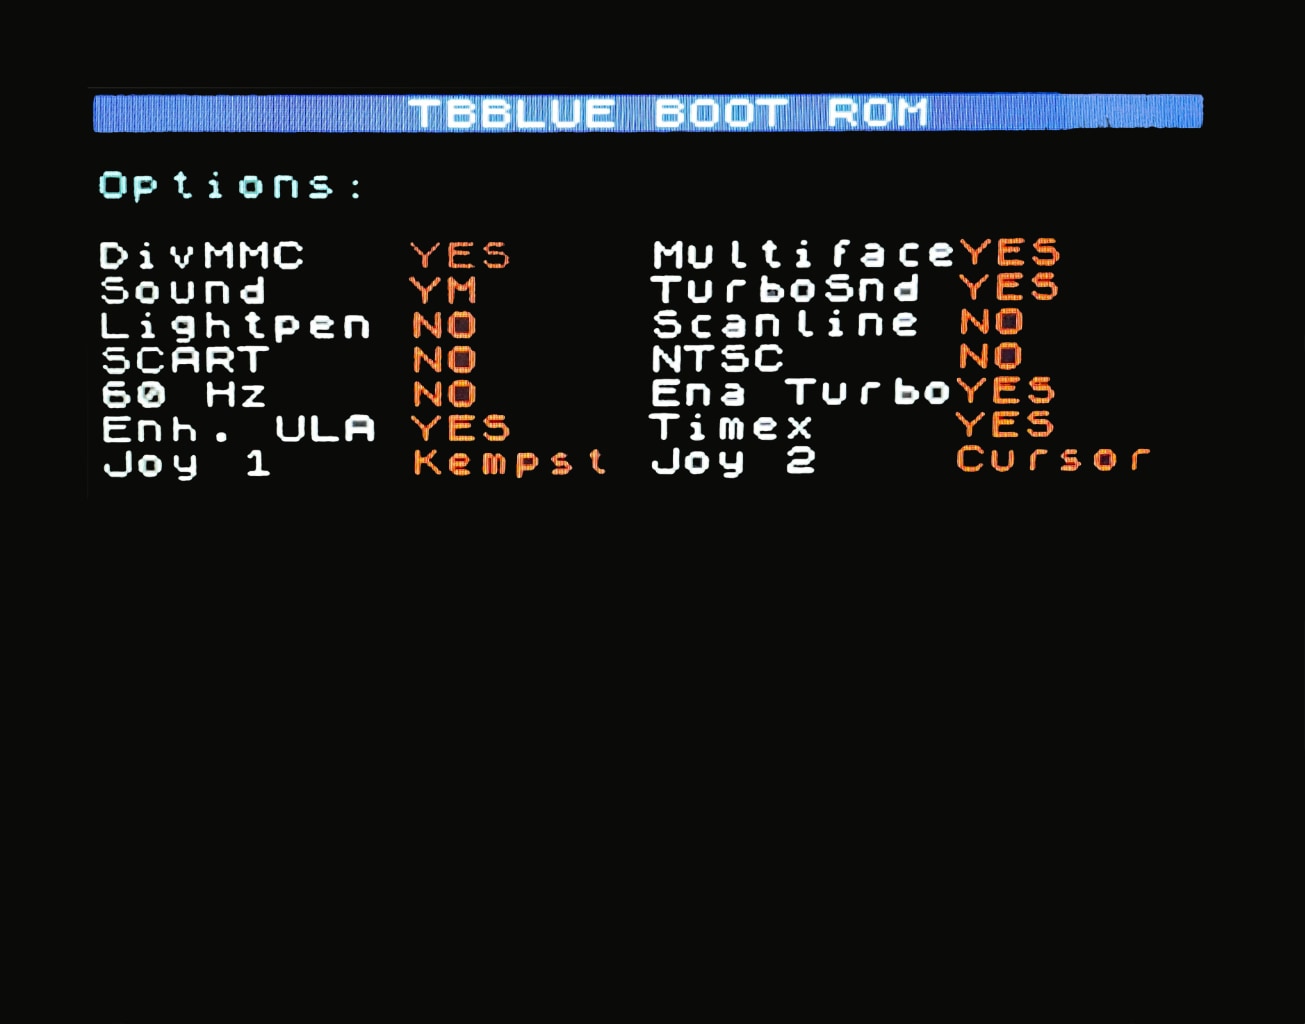 TBBLUE BOOT ROM
Options:
DivMMC YES Multiface YES
Sound YM TurboSnd YES
Lightpen NO Scanline NO
SCART NO NTSC NO
60 Hz NO Ena Turbo YES
Enh. ULA YES Timex YES
Joy 1 Kempst Joy 2 Cursor